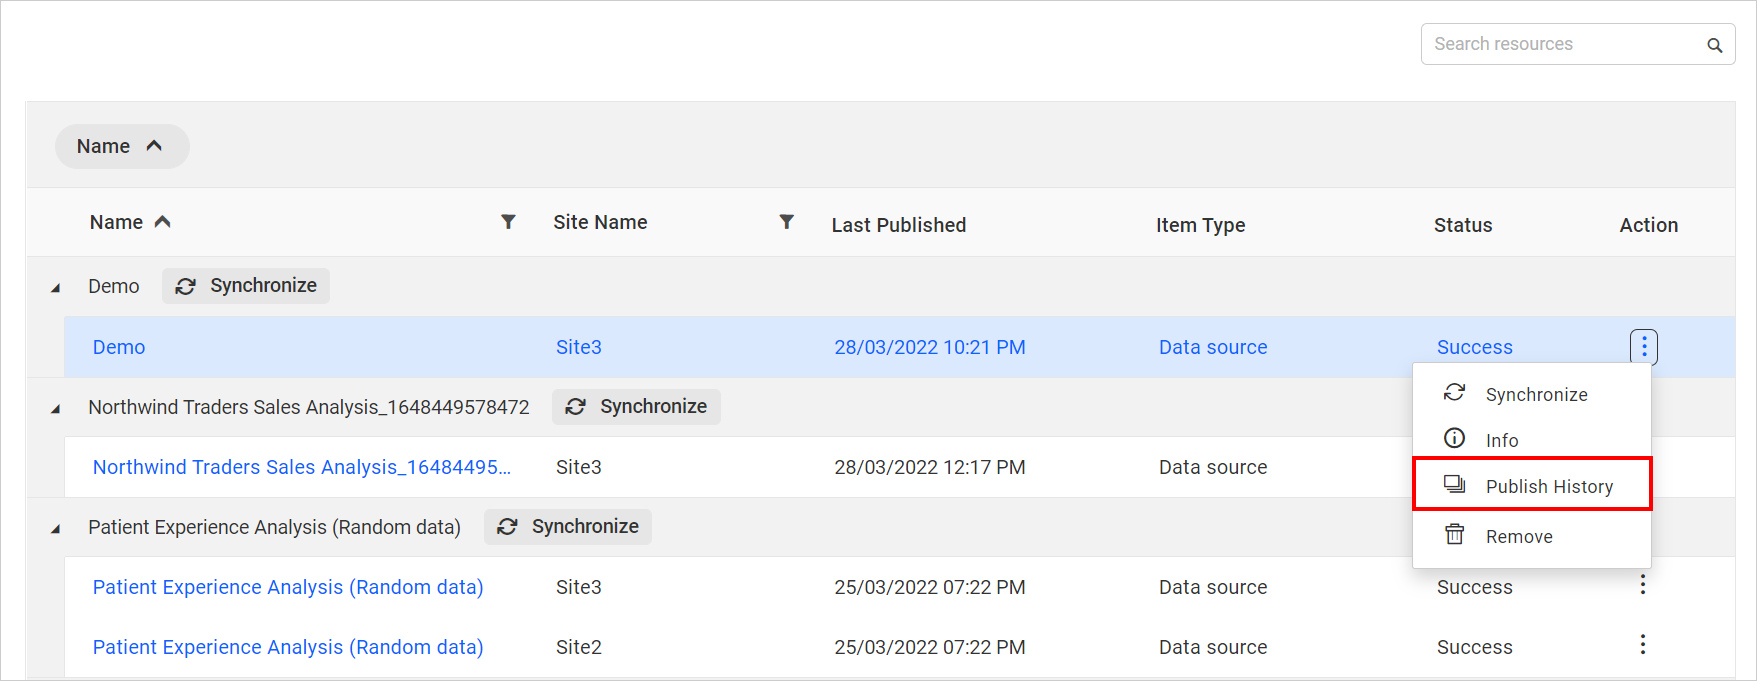 Search resources
Name
Name Site Name Last Published Item Type Status Action
Demo Synchronize
Demo Site3 28/03/2022 10:21 PM Data source Success
Synchronize
Northwind Traders Sales Analysis_1648449578472 Synchronize
Info
Northwind Traders Sales Analysis_16484495... Site3 28/03/2022 12:17 PM Data source
Publish History
Patient Experience Analysis (Random data) Synchronize
Remove
Patient Experience Analysis (Random data) Site3 25/03/2022 07:22 PM Data source Success
Patient Experience Analysis (Random data) Site2 25/03/2022 07:22 PM Data source Success